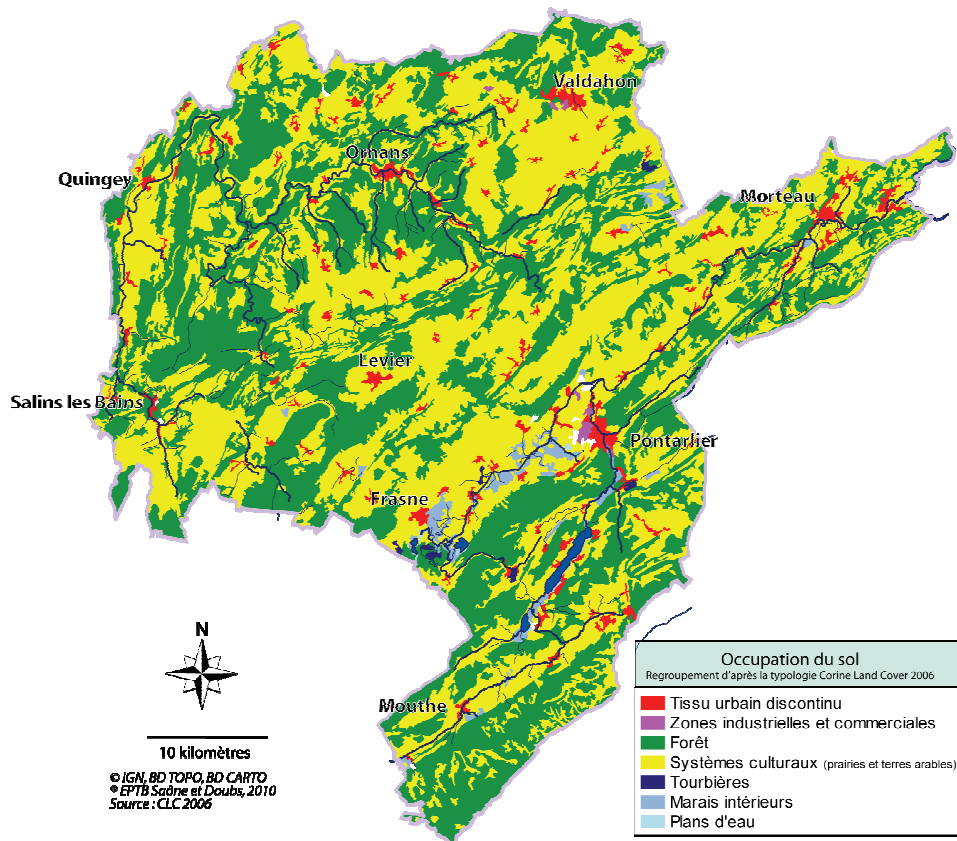 Valdahon
Ornans
Quingey
Morteau
Levier
Salins les Bains
Pontarlier
Frasne
Mouthe
N
10 kilomètres
© IGN, BD TOPO, BD CARTO
® EPTB Saône et Doubs, 2010
Source : CLC 2006
Occupation du sol
Regroupement d'après la typologie Corine Land Cover 2006
Tissu urbain discontinu
Zones industrielles et commerciales
Forêt
Systèmes culturaux (prairies et terres arables)
Tourbières
Marais intérieurs
Plans d'eau